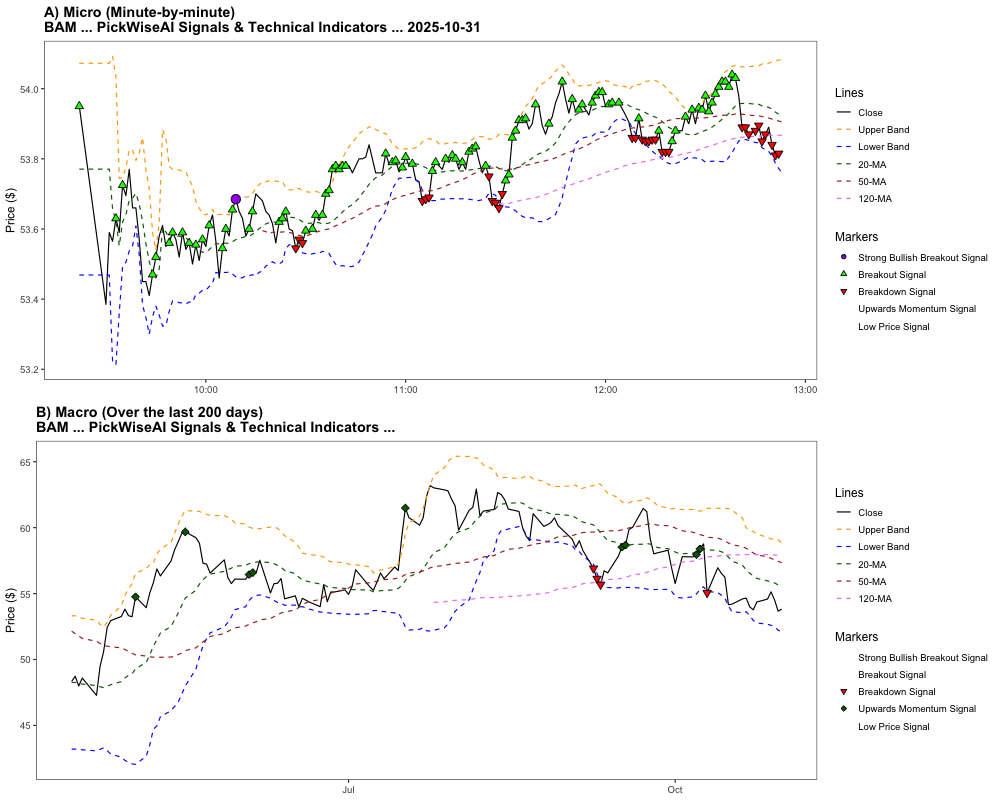 A) Micro (Minute-by-minute)
BAM ... PickWiseAI Signals & Technical Indicators ... 2025-10-31
Price ($)
54.0
53.8
53.6
53.4
53.2
10:00
11:00
12:00
13:00
Lines
Close
Upper Band
Lower Band
20-MA
50-MA
120-MA
Markers
Strong Bullish Breakout Signal
Breakout Signal
Breakdown Signal
Upwards Momentum Signal
Low Price Signal
B) Macro (Over the last 200 days)
BAM ... PickWiseAI Signals & Technical Indicators ...
Price ($)
65
60
55
50
45
Jul
Oct
Lines
Close
Upper Band
Lower Band
20-MA
50-MA
120-MA
Markers
Strong Bullish Breakout Signal
Breakout Signal
Breakdown Signal
Upwards Momentum Signal
Low Price Signal